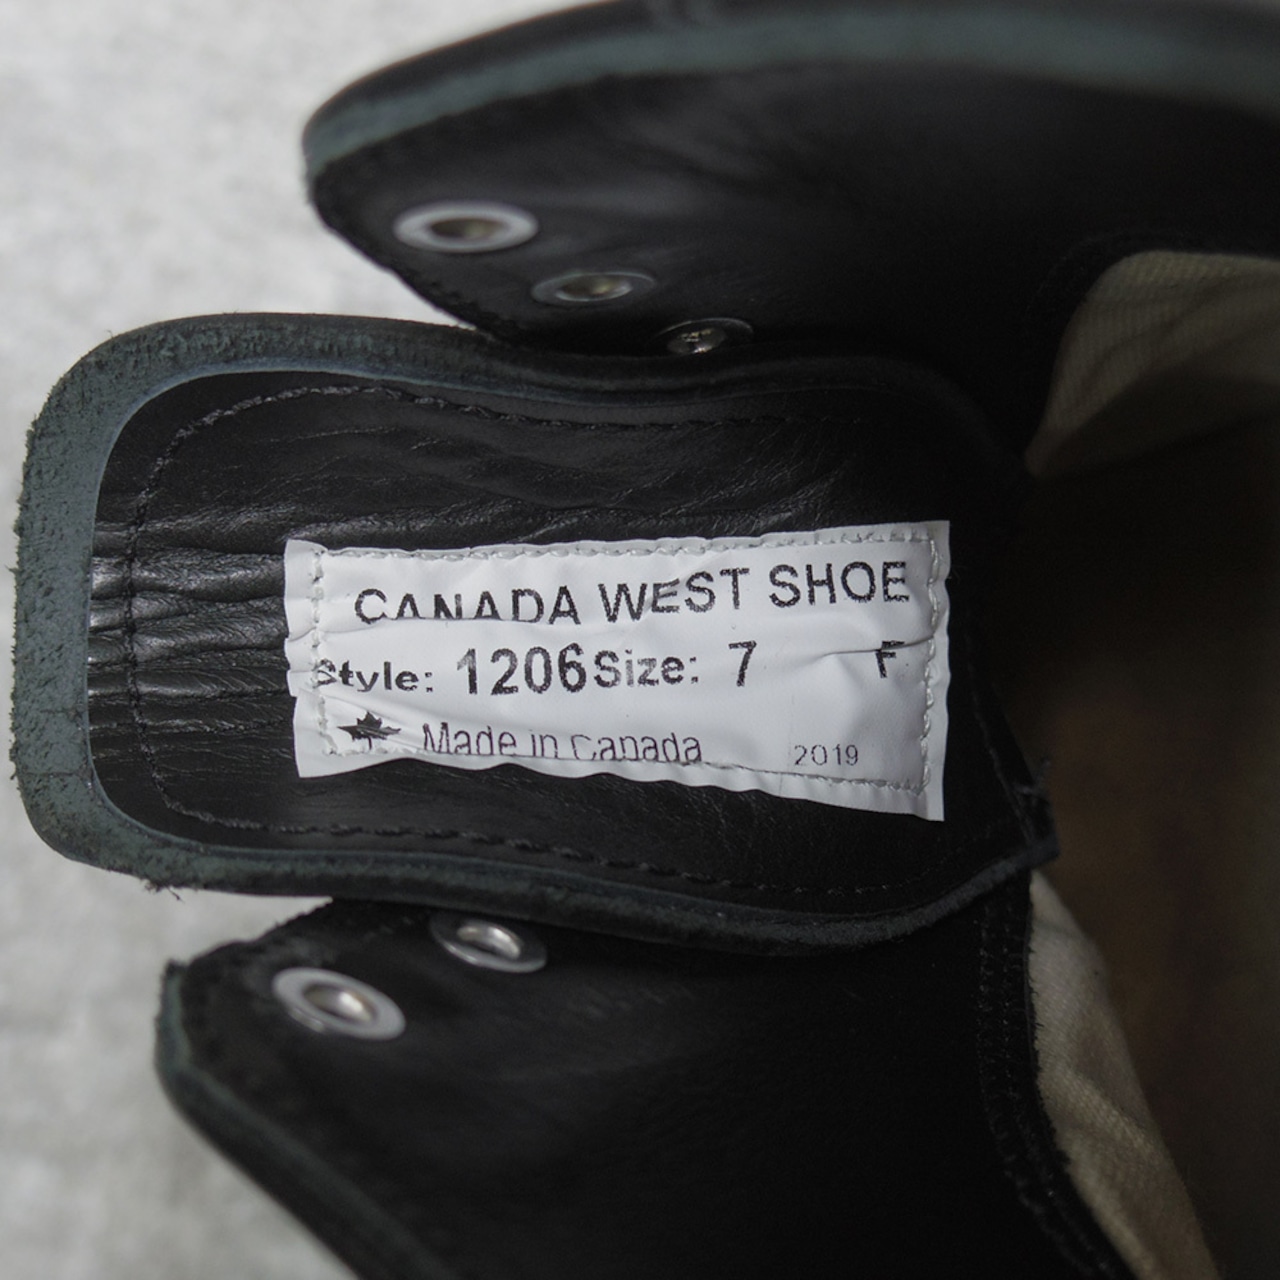 CANADA WEST SHOE
Style: 1206 Size: 7 F
Made in Canada 2019